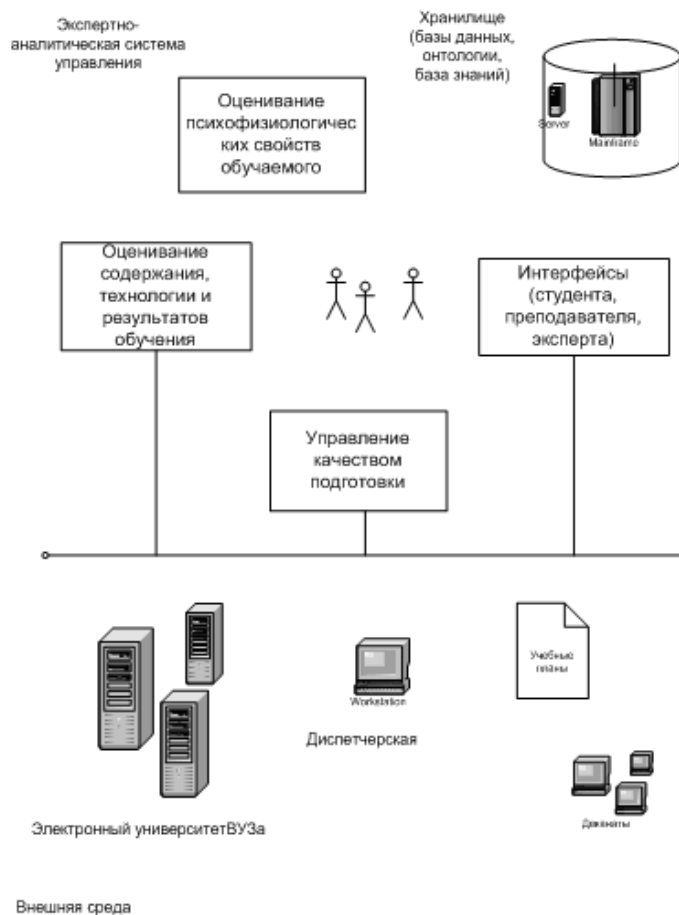 Экспертно-
аналитическая система
управления
Хранилище
(базы данных,
онтологии,
база знаний)
Оценивание
психофизиологичес
ких свойств
обучаемого
Server
Mainframe
Оценивание
содержания,
технологии и
результатов
обучения
Интерфейсы
(студента,
преподавателя,
эксперта)
Управление
качеством
подготовки
Учебные
планы
Workstation
Диспетчерская
Электронный университетВУЗа
Деканаты
Внешняя среда